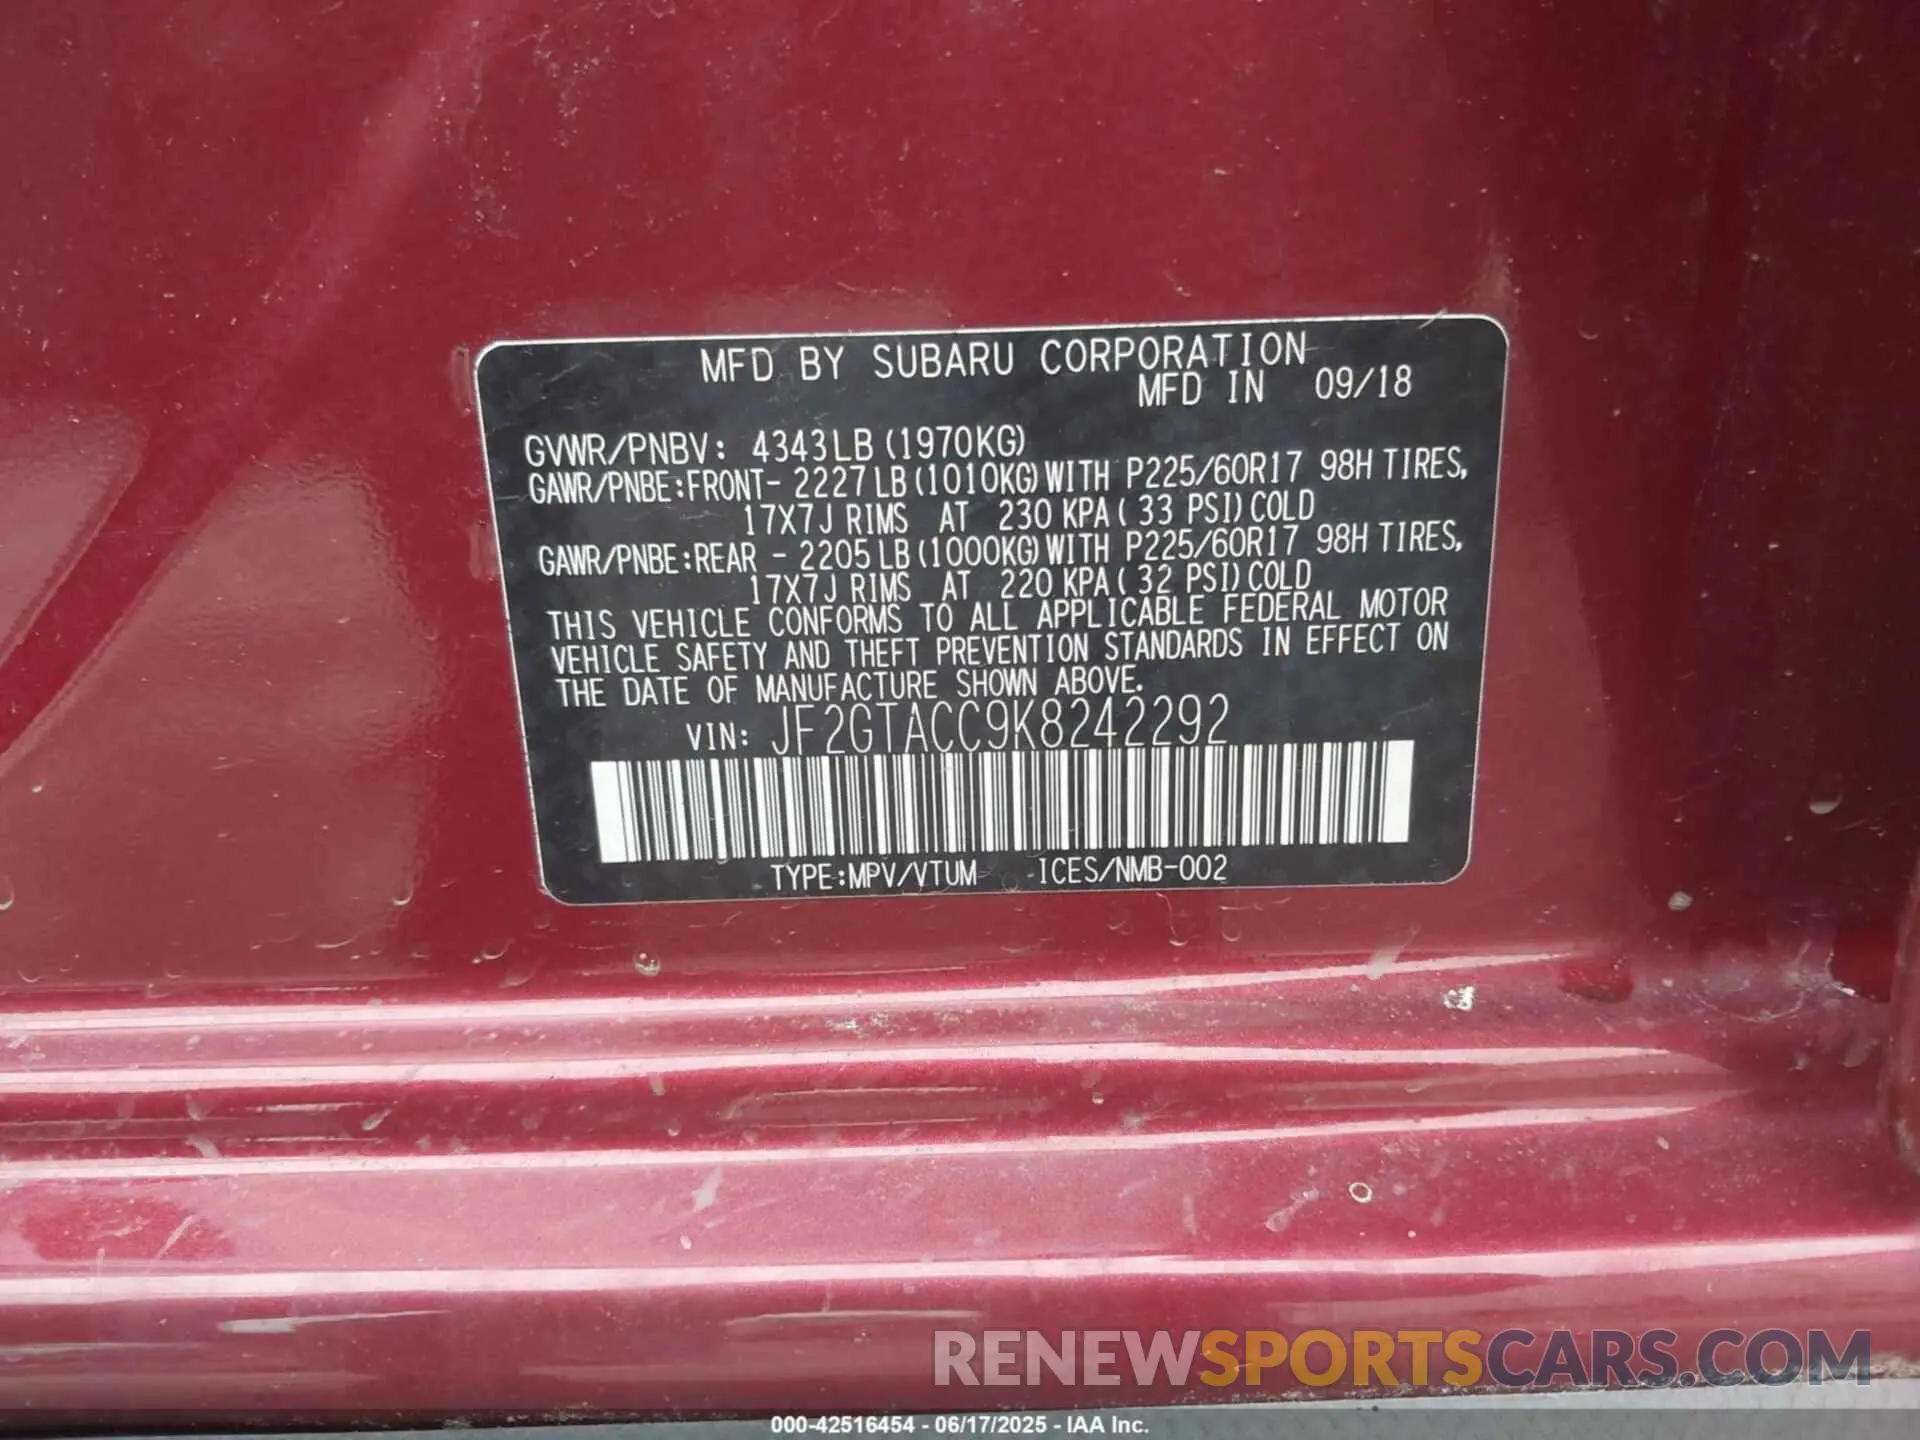 MFD BY SUBARU CORPORATION
MFD IN 09/18
GVWR/PNBV: 4343LB(1970KG)
GAWR/PNBE:FRONT- 2227LB(1010KG)WITH P225/60R17 98H TIRES,
17X7J RIMS AT 230 KPA( 33 PSI)COLD
GAWR/PNBE:REAR - 2205LB(1000KG)WITH P225/60R17 98H TIRES,
17X7J RIMS AT 220 KPA( 32 PSI)COLD
THIS VEHICLE CONFORMS TO ALL APPLICABLE FEDERAL MOTOR
VEHICLE SAFETY AND THEFT PREVENTION STANDARDS IN EFFECT ON
THE DATE OF MANUFACTURE SHOWN ABOVE.
VIN: JF2GTACC9K8242292
TYPE:MPV/VTUM ICES/NMB-002
RENEWSPORTSCARS.COM
000-42516454 - 06/17/2025 - IAA Inc.